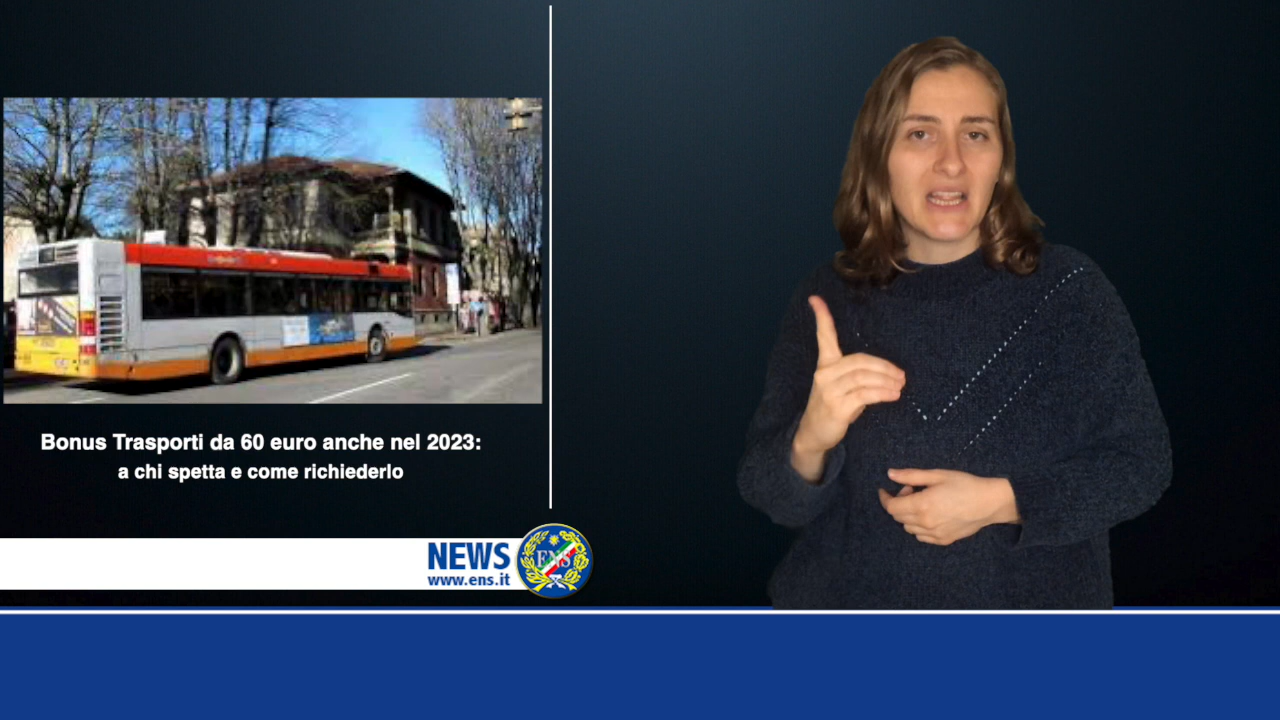 Bonus Trasporti da 60 euro anche nel 2023:
a chi spetta e come richiederlo
NEWS
www.ens.it
ENS